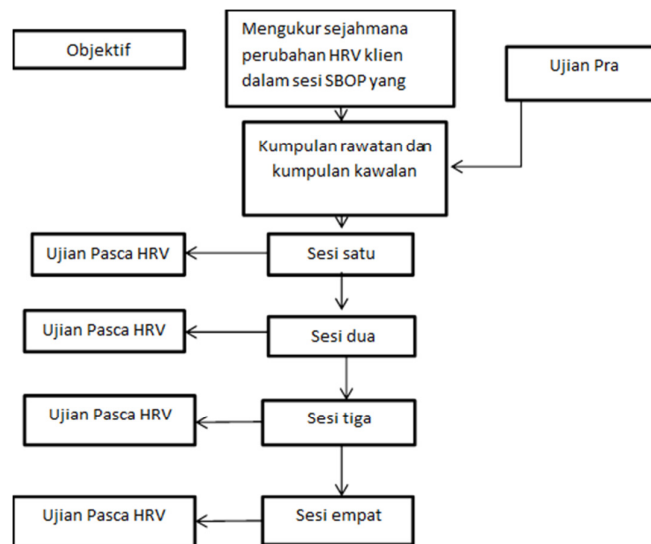 Objektif
Mengukur sejahmana
perubahan HRV klien
dalam sesi SBOP yang
Ujian Pra
Kumpulan rawatan dan
kumpulan kawalan
Ujian Pasca HRV
Sesi satu
Ujian Pasca HRV
Sesi dua
Ujian Pasca HRV
Sesi tiga
Ujian Pasca HRV
Sesi empat